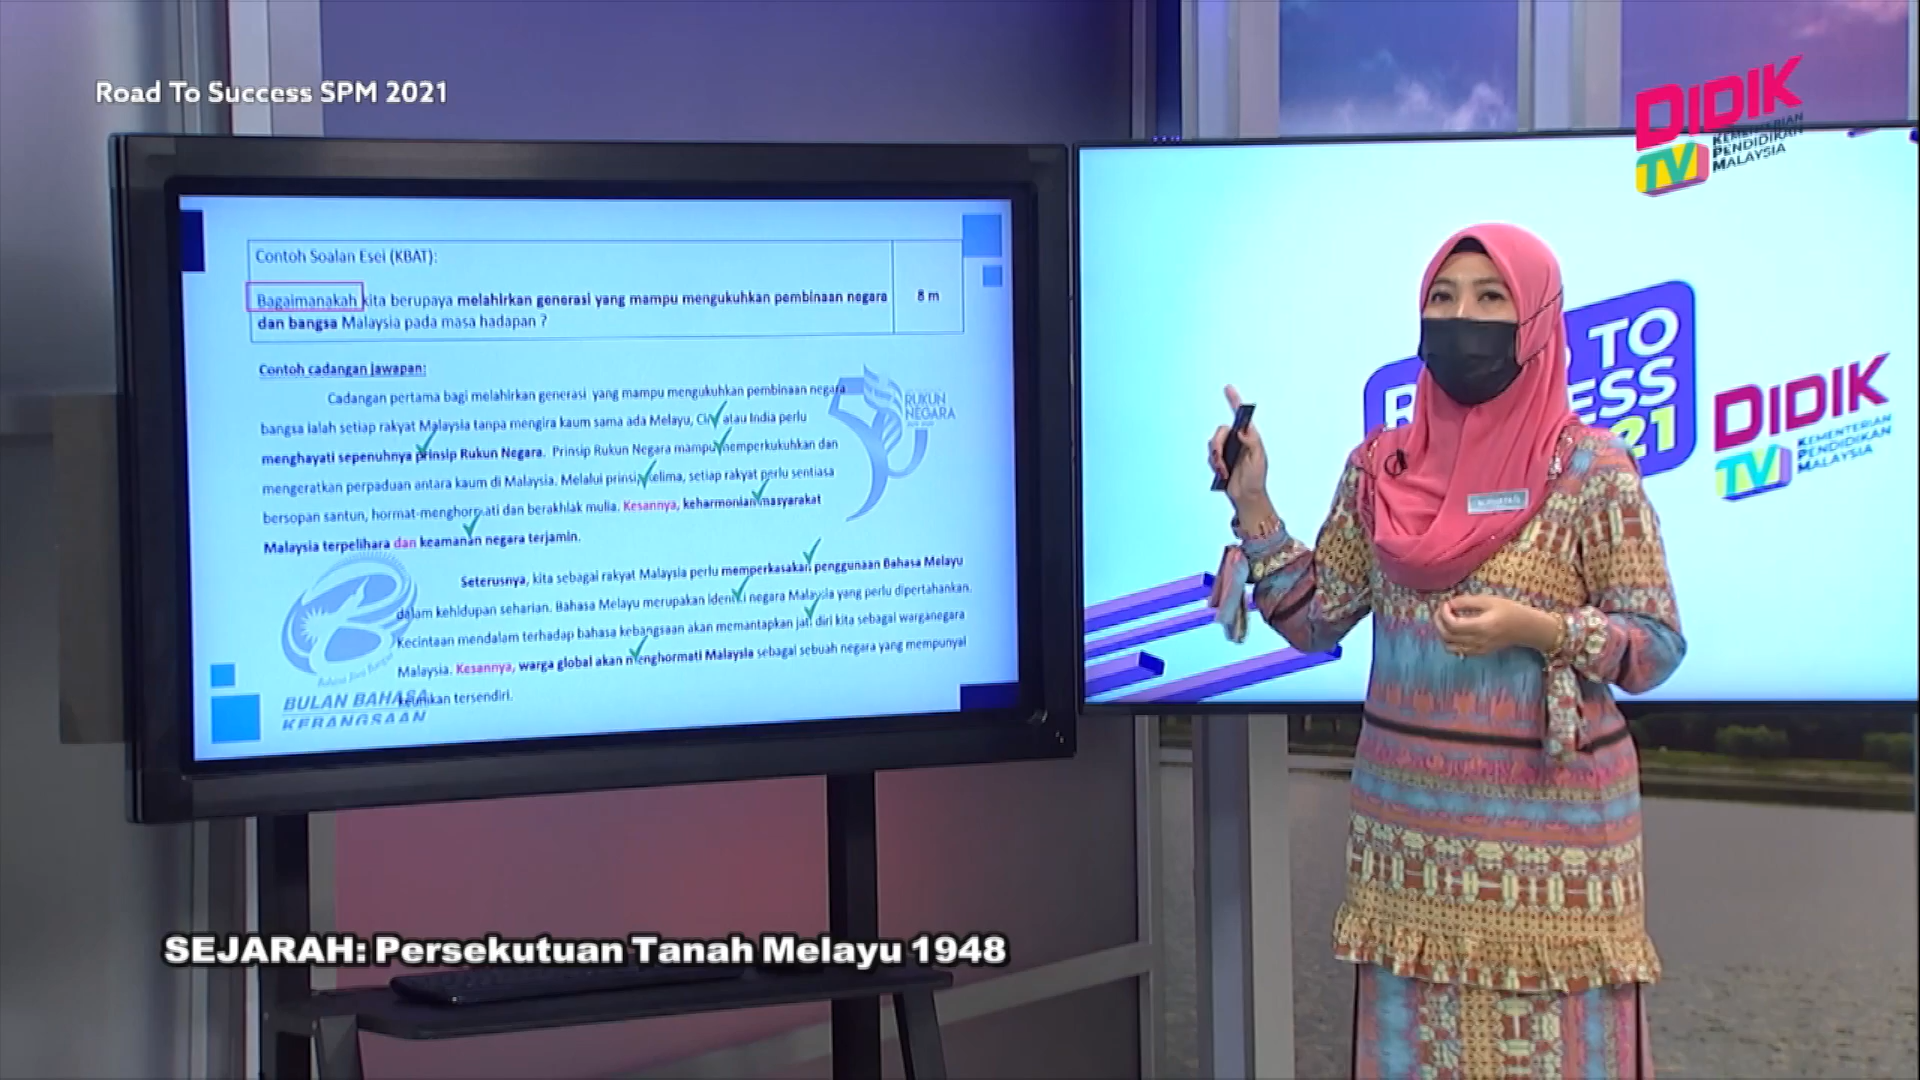 Road To Success SPM 2021
DIDIK
TV
KEMENTERIAN
PENDIDIKAN
MALAYSIA
Contoh Soalan Esei (KBAT):
Bagaimanakah kita berupaya melahirkan generasi yang mampu mengukuhkan pembinaan negara
dan bangsa Malaysia pada masa hadapan ?
8 m
Contoh cadangan jawapan:
Cadangan pertama bagi melahirkan generasi yang mampu mengukuhkan pembinaan negara
bangsa ialah setiap rakyat Malaysia tanpa mengira kaum sama ada Melayu, atau India perlu
menghayati sepenuhnya prinsip Rukun Negara. Prinsip Rukun Negara mampu memperkukuhkan dan
mengeratkan perpaduan antara kaum di Malaysia. Melalui prinsip kelima, setiap rakyat perlu sentiasa
bersopan santun, hormat-menghormati dan berakhlak mulia. Kesannya, keharmonian masyarakat
Malaysia terpelihara dan keamanan negara terjamin.
RUKUN
NEGARA
Seterusnya, kita sebagai rakyat Malaysia perlu memperkasakan penggunaan Bahasa Melayu
dalam kehidupan seharian. Bahasa Melayu merupakan identiti negara Malaysia yang perlu dipertahankan.
Kecintaan mendalam terhadap bahasa kebangsaan akan memantapkan jati diri kita sebagai warganegara
Malaysia. Kesannya, warga global akan menghormati Malaysia sebagai sebuah negara yang mempunyai
keunikan tersendiri.
BULAN BAHASA
KEBANGSAAN
TO
ESS
21
DIDIK
TV
KEMENTERIAN
PENDIDIKAN
MALAYSIA
SEJARAH: Persekutuan Tanah Melayu 1948